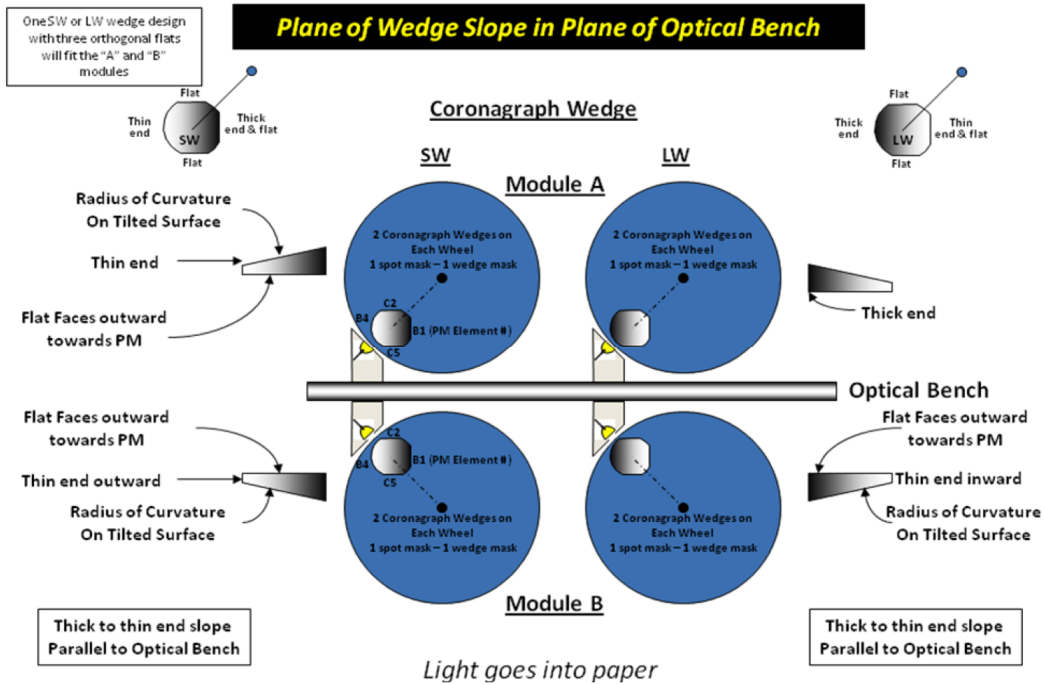 OneSW or LW wedge design
with three orthogonal flats
will fit the "A" and "B"
modules
Plane of Wedge Slope in Plane of Optical Bench
Flat
Thin
end
SW
Thick
end & flat
Flat
Coronagraph Wedge
Flat
Thick
end
LW
Thin
end & flat
Flat
SW
LW
Module A
Radius of Curvature
On Tilted Surface
Thin end
Flat Faces outward
towards PM
2 Coronagraph Wedges on
Each Wheel
1 spot mask – 1 wedge mask
C2
B4
B1 (PM Element #)
C5
2 Coronagraph Wedges on
Each Wheel
1 spot mask – 1 wedge mask
Thick end
Optical Bench
Flat Faces outward
towards PM
Thin end outward
Radius of Curvature
On Tilted Surface
C2
B4
B1 (PM Element #)
C5
2 Coronagraph Wedges on
Each Wheel
1 spot mask – 1 wedge mask
2 Coronagraph Wedges on
Each Wheel
1 spot mask – 1 wedge mask
Flat Faces outward
towards PM
Thin end inward
Radius of Curvature
On Tilted Surface
Module B
Thick to thin end slope
Parallel to Optical Bench
Thick to thin end slope
Parallel to Optical Bench
Light goes into paper